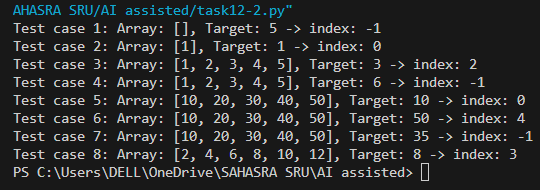 AHASRA SRU/AI assisted/task12-2.py"
Test case 1: Array: [], Target: 5 -> index: -1
Test case 2: Array: [1], Target: 1 -> index: 0
Test case 3: Array: [1, 2, 3, 4, 5], Target: 3 -> index: 2
Test case 4: Array: [1, 2, 3, 4, 5], Target: 6 -> index: -1
Test case 5: Array: [10, 20, 30, 40, 50], Target: 10 -> index: 0
Test case 6: Array: [10, 20, 30, 40, 50], Target: 50 -> index: 4
Test case 7: Array: [10, 20, 30, 40, 50], Target: 35 -> index: -1
Test case 8: Array: [2, 4, 6, 8, 10, 12], Target: 8 -> index: 3
PS C:\Users\DELL\OneDrive\SAHASRA SRU\AI assisted>